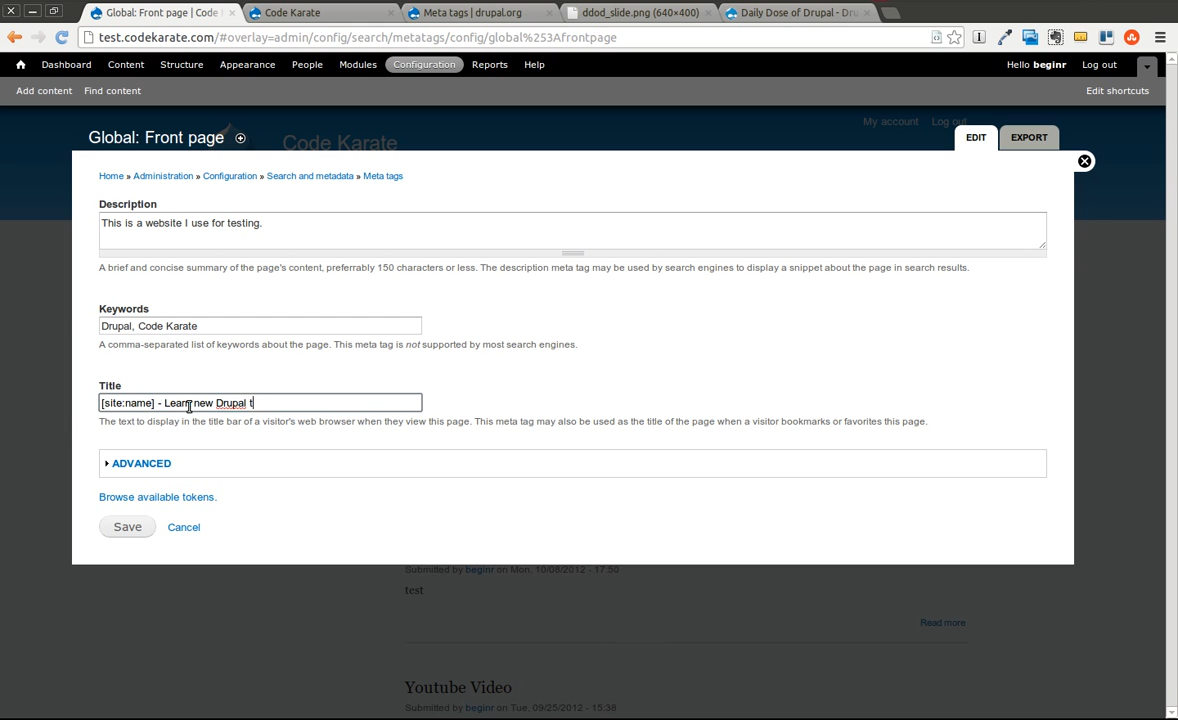 Global: Front page | Code
Code Karate
Meta tags | drupal.org
ddod_slide.png (640×400)
Daily Dose of Drupal - Dru
test.codekarate.com/#overlay=admin/config/search/metatags/config/global%253Afrontpage
Dashboard Content Structure Appearance People Modules Configuration Reports Help
Hello beginr Log out
Add content Find content
Edit shortcuts
My account Log out
Global: Front page
Code Karate
EDIT
EXPORT
Home » Administration » Configuration » Search and metadata » Meta tags
Description
This is a website I use for testing.
A brief and concise summary of the page's content, preferrably 150 characters or less. The description meta tag may be used by search engines to display a snippet about the page in search results.
Keywords
Drupal, Code Karate
A comma-separated list of keywords about the page. This meta tag is not supported by most search engines.
Title
[site:name] - Learn new Drupal t
The text to display in the title bar of a visitor's web browser when they view this page. This meta tag may also be used as the title of the page when a visitor bookmarks or favorites this page.
ADVANCED
Browse available tokens.
Save
Cancel
Submitted by beginr on Mon, 10/08/2012 - 17:50
test
Read more
Youtube Video
Submitted by beginr on Tue, 09/25/2012 - 15:38